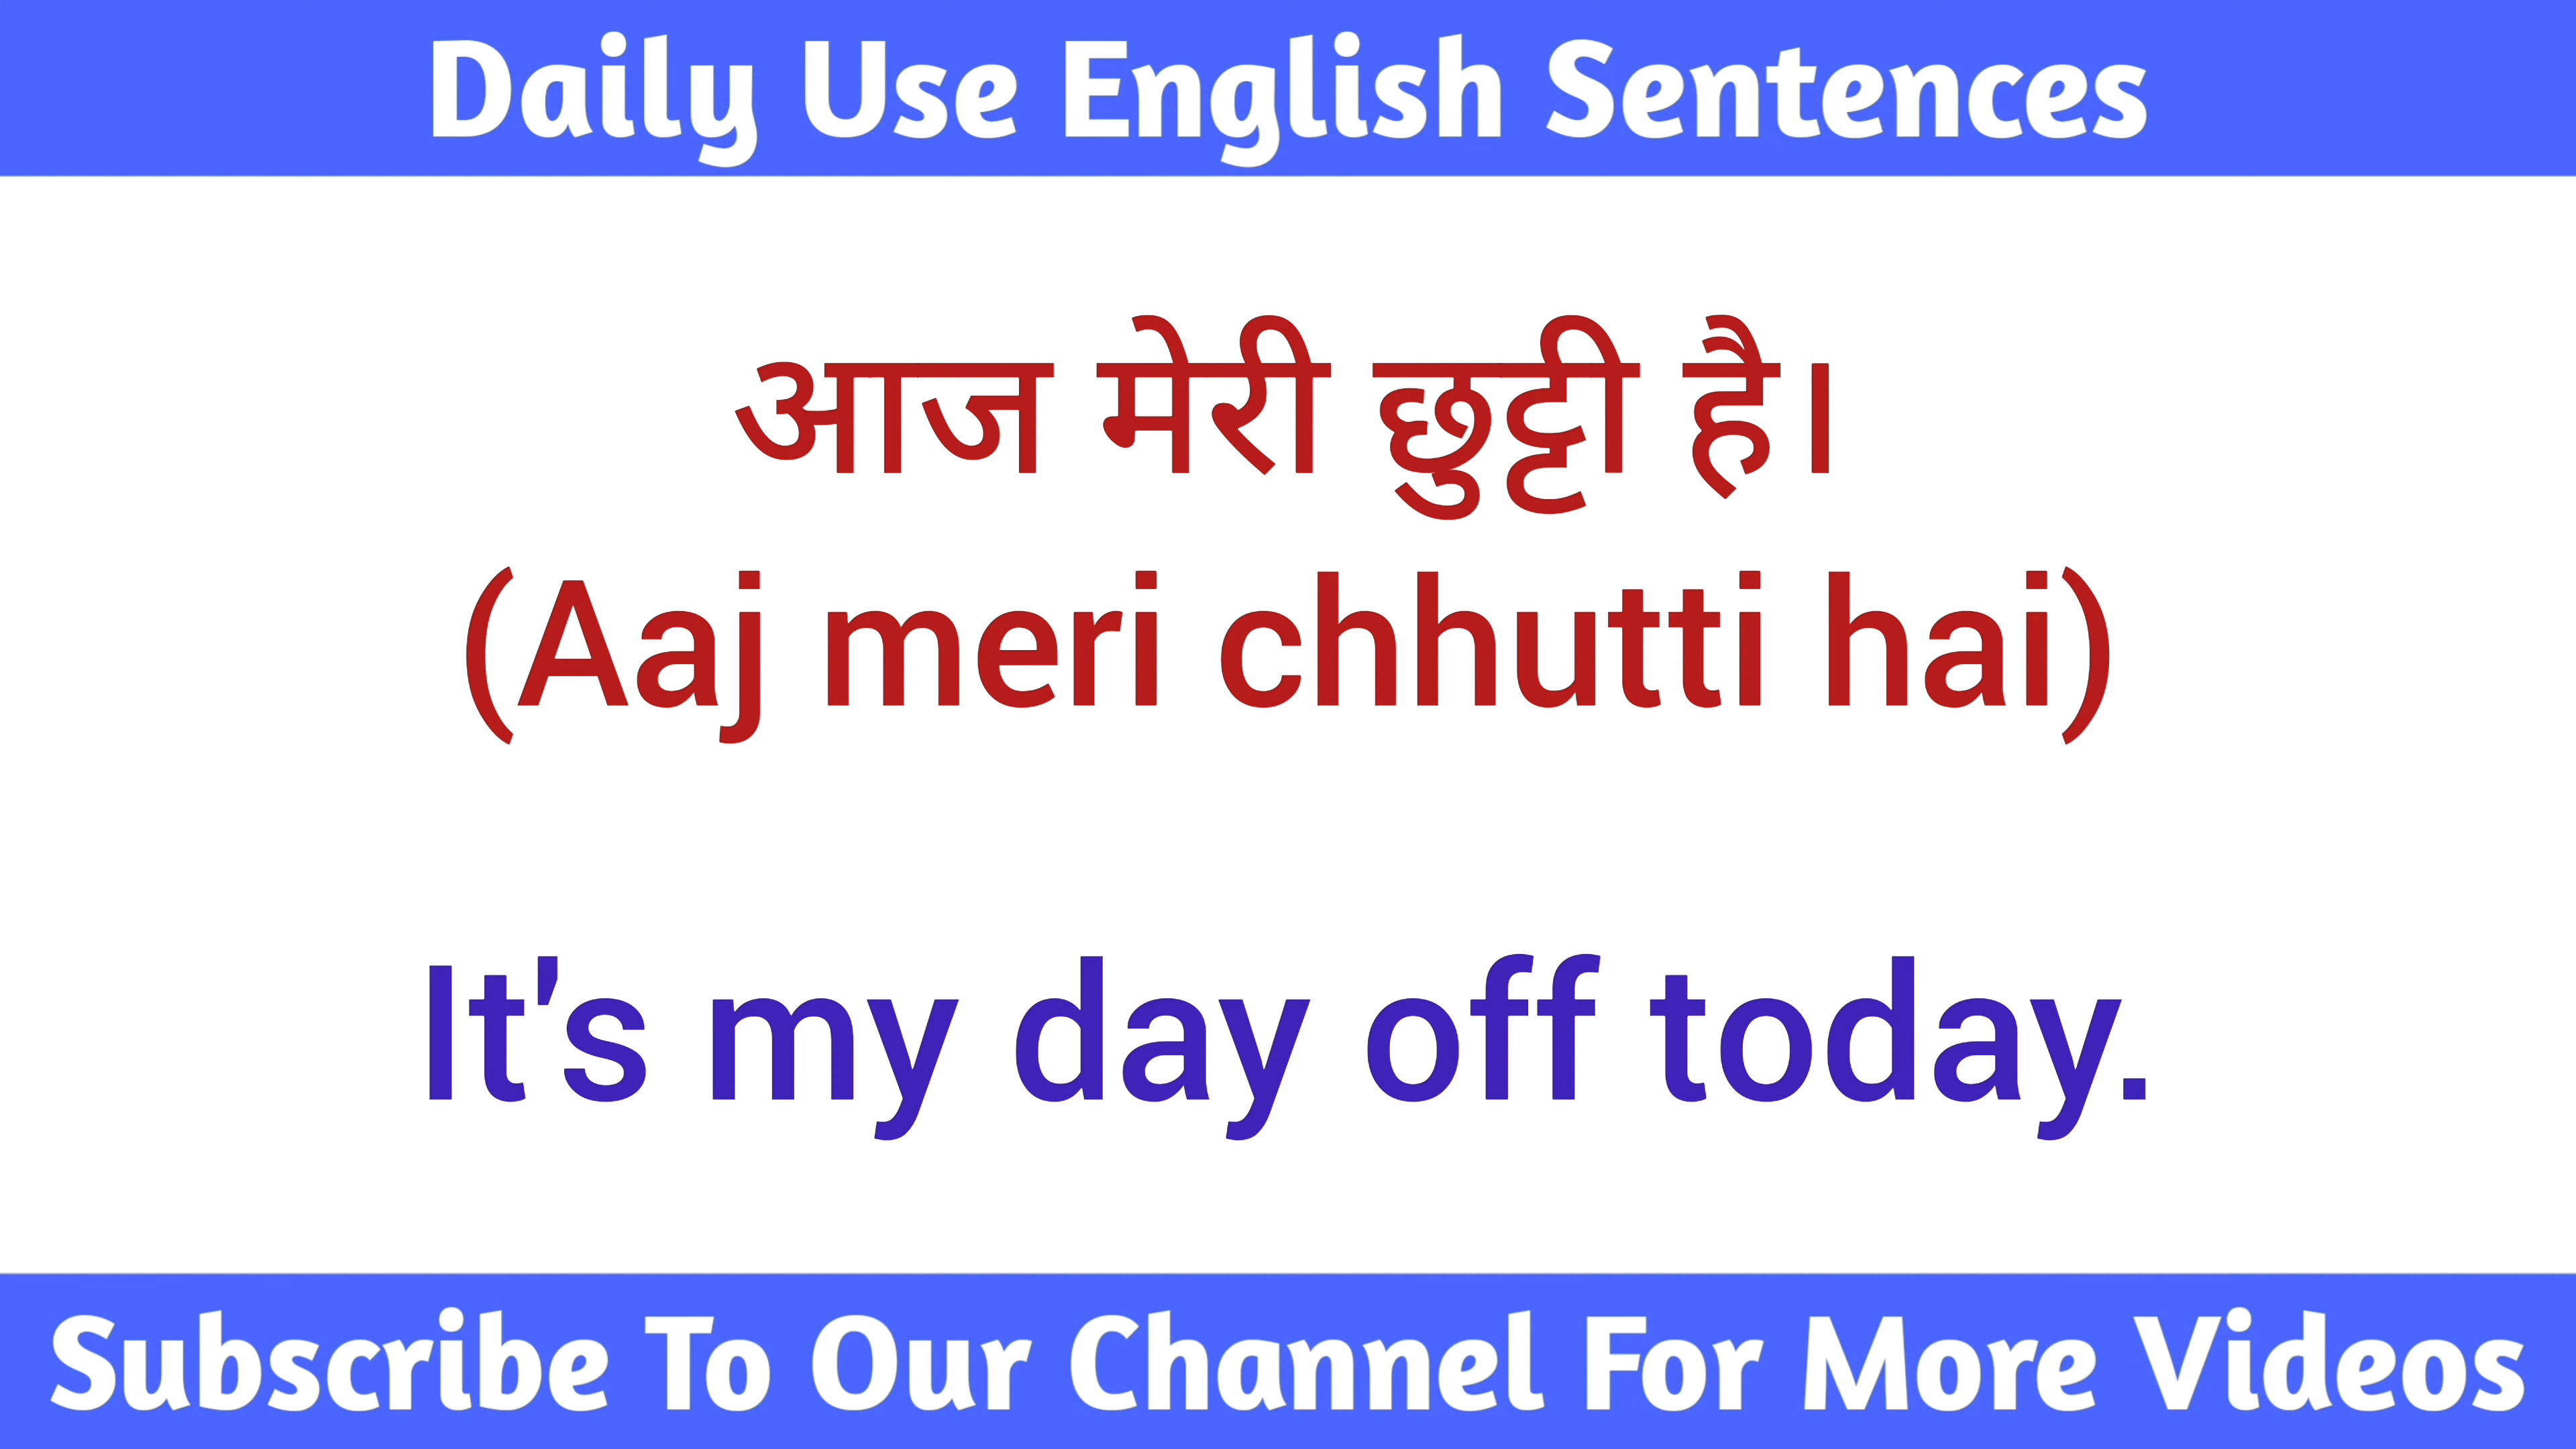 Daily Use English Sentences
आज मेरी छुट्टी है।
(Aaj meri chhutti hai)
It's my day off today.
Subscribe To Our Channel For More Videos